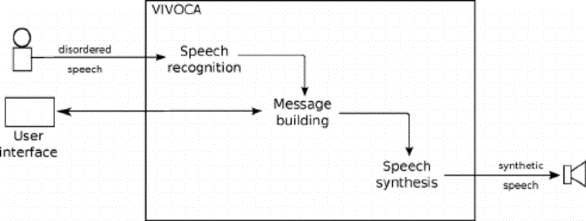 VIVOCA
disordered
speech
Speech
recognition
Message
building
User
interface
Speech
synthesis
synthetic
speech